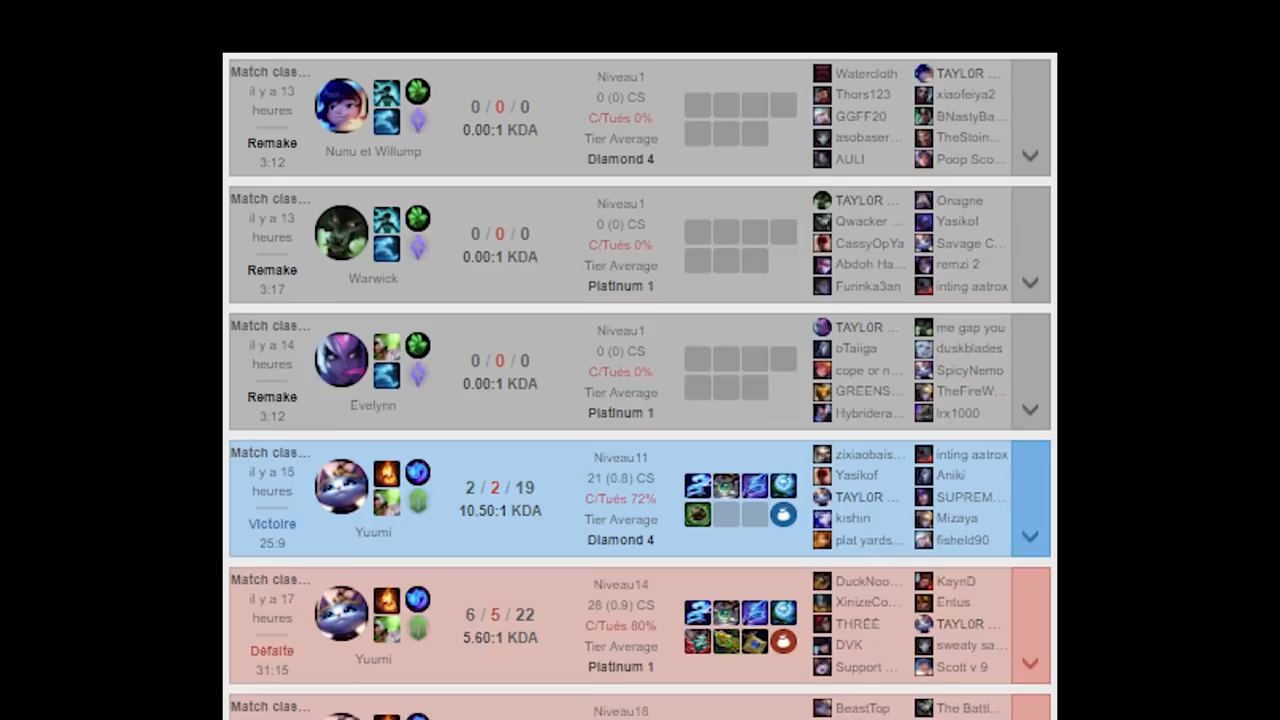 Match clas...
il y a 13
heures
Remake
3:12
Nunu et Willump
0 / 0 / 0
0.00:1 KDA
Niveau1
0 (0) CS
C/Tués 0%
Tier Average
Diamond 4
Watercloth
Thors123
GGFF20
asobaser...
AULI
TAYL0R ...
xiaofeiya2
BNastyBa...
TheStoin...
Poop Sco...
Match clas...
il y a 13
heures
Remake
3:17
Warwick
0 / 0 / 0
0.00:1 KDA
Niveau1
0 (0) CS
C/Tués 0%
Tier Average
Platinum 1
TAYL0R ...
Qwacker ...
CassyOpYa
Abdoh Ha...
Furinka3an
Onagne
Yasikol
Savage C...
remzi 2
inting aatrox
Match clas...
il y a 14
heures
Remake
3:12
Evelynn
0 / 0 / 0
0.00:1 KDA
Niveau1
0 (0) CS
C/Tués 0%
Tier Average
Platinum 1
TAYL0R ...
oTaiiga
cope or n...
GREENS...
Hybridera...
me gap you
duskblades
SpicyNemo
TheFireW...
lrx1000
Match clas...
il y a 15
heures
Victoire
25:9
Yuumi
2 / 2 / 19
10.50:1 KDA
Niveau11
21 (0.8) CS
C/Tués 72%
Tier Average
Diamond 4
zixiaobais...
Yasikof
TAYL0R ...
kishin
plat yards...
inting aatrox
Aniki
SUPREM...
Mizaya
fisheld90
Match clas...
il y a 17
heures
Défaite
31:15
Yuumi
6 / 5 / 22
5.60:1 KDA
Niveau14
28 (0.9) CS
C/Tués 80%
Tier Average
Platinum 1
DuckNoo...
XinizeCo...
THRÉÈ
DVK
Support ...
KaynD
Entus
TAYL0R ...
sweaty sa...
Scott v 9
Match clas...
Niveau18
BeastTop
The Battl...